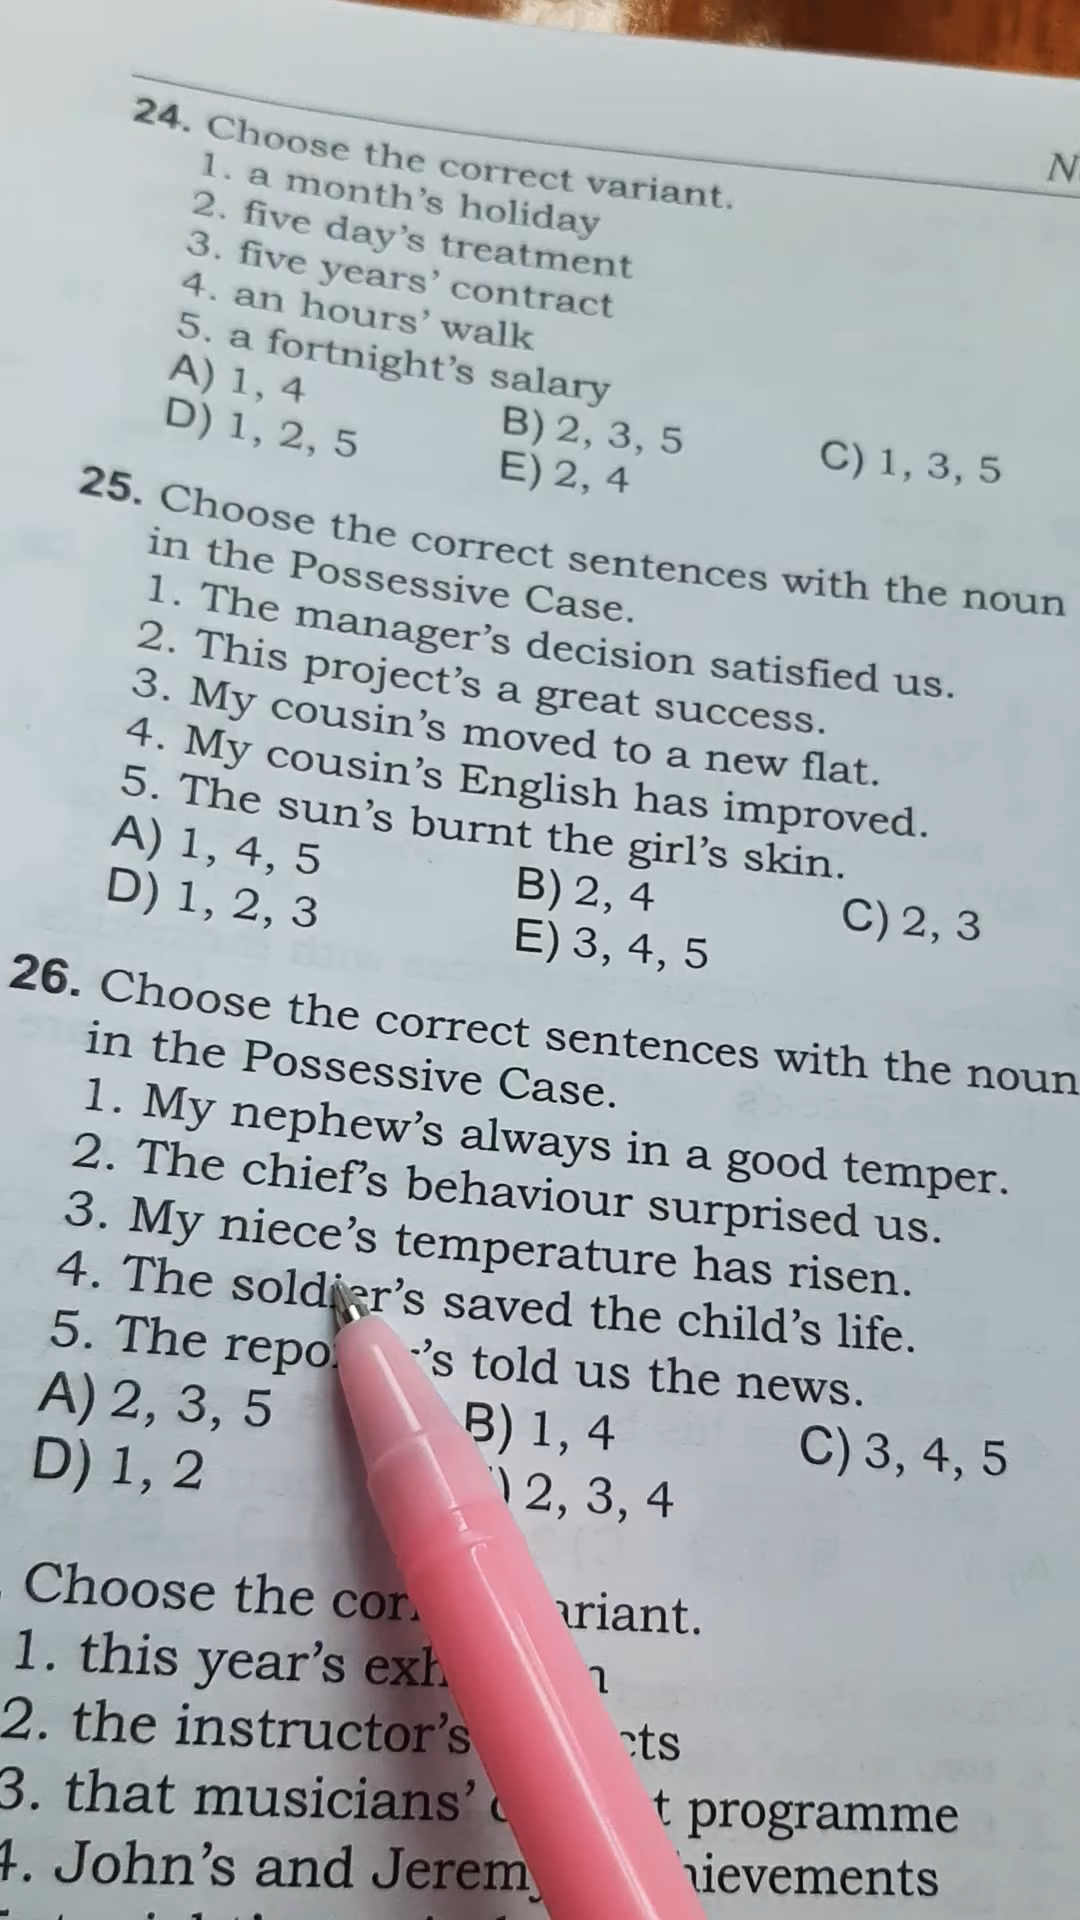 24. Choose the correct variant.
1. a month's holiday
2. five day's treatment
3. five years' contract
4. an hours' walk
5. a fortnight's salary
A) 1, 4 B) 2, 3, 5 C) 1, 3, 5
D) 1, 2, 5 E) 2, 4
25. Choose the correct sentences with the noun
in the Possessive Case.
1. The manager's decision satisfied us.
2. This project's a great success.
3. My cousin's moved to a new flat.
4. My cousin's English has improved.
5. The sun's burnt the girl's skin.
A) 1, 4, 5 B) 2, 4 C) 2, 3
D) 1, 2, 3 E) 3, 4, 5
26. Choose the correct sentences with the noun
in the Possessive Case.
1. My nephew's always in a good temper.
2. The chief's behaviour surprised us.
3. My niece's temperature has risen.
4. The soldier's saved the child's life.
5. The told us the news.
A) 2, 3, 5 B) 1, 4 C) 3, 4, 5
D) 1, 2 2, 3, 4
Choose the
1. this year's
2. the instructor's
3. that musicians' programme
4. John's and